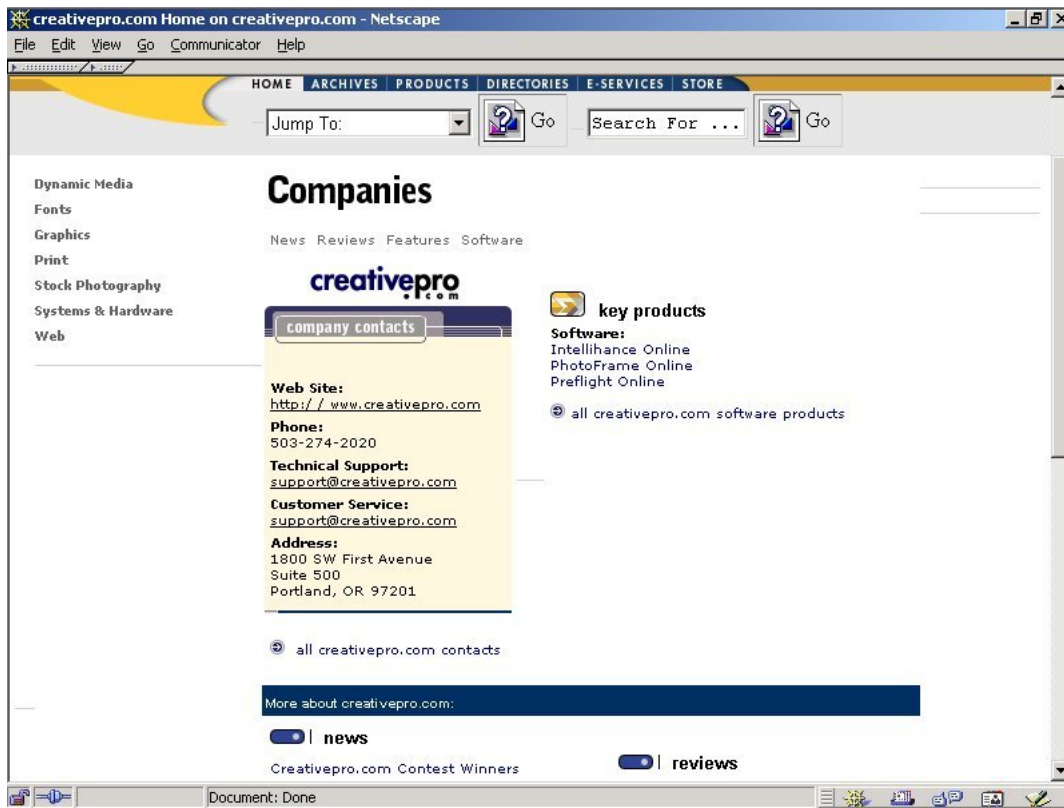 creativepro.com Home on creativepro.com - Netscape
File Edit View Go Communicator Help
HOME ARCHIVES PRODUCTS DIRECTORIES E-SERVICES STORE
Jump To: Go Search For ... Go
Dynamic Media
Fonts
Graphics
Print
Stock Photography
Systems & Hardware
Web
Companies
News Reviews Features Software
creativepro
.com
company contacts
Web Site:
http:/ / www.creativepro.com
Phone:
503-274-2020
Technical Support:
support@creativepro.com
Customer Service:
support@creativepro.com
Address:
1800 SW First Avenue
Suite 500
Portland, OR 97201
all creativepro.com contacts
key products
Software:
Intellihance Online
PhotoFrame Online
Preflight Online
all creativepro.com software products
More about creativepro.com:
news
Creativepro.com Contest Winners
reviews
Document: Done